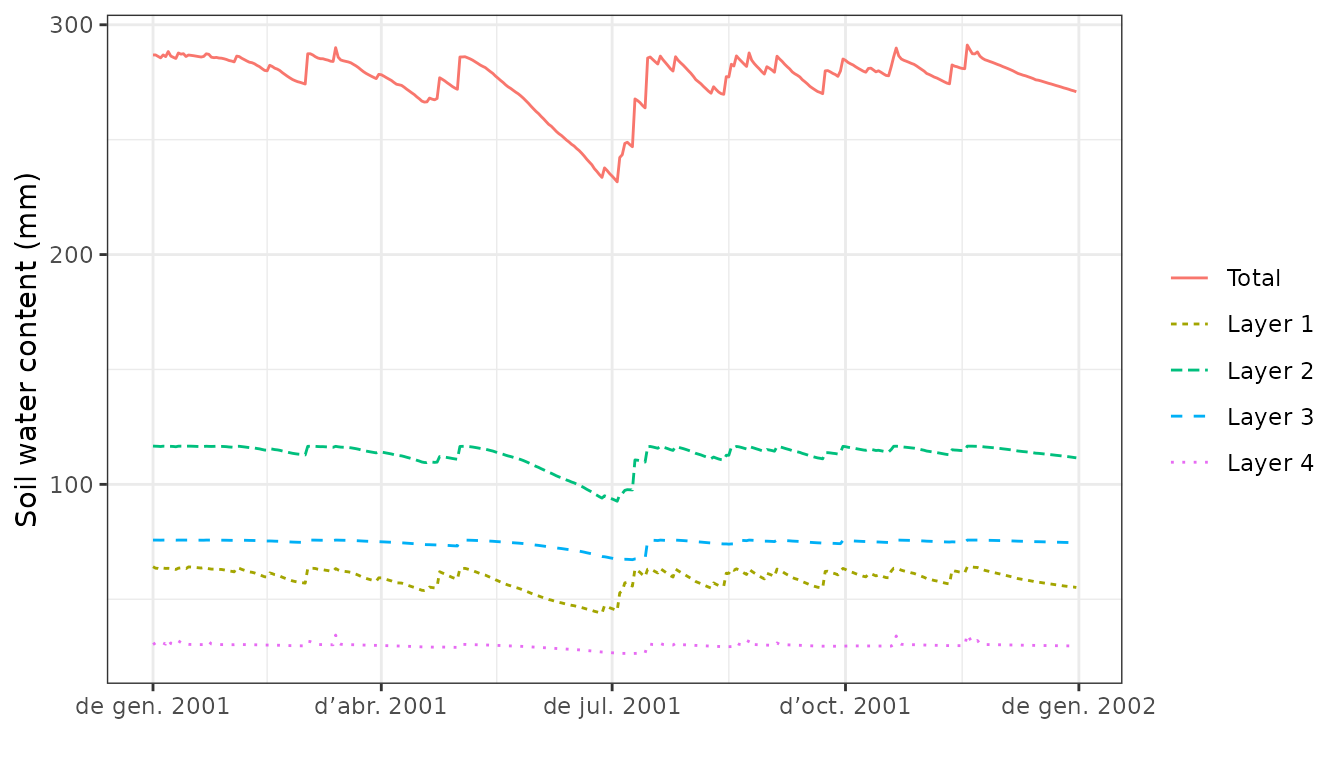 300
200
100
Soil water content (mm)
de gen. 2001
d’abr. 2001
de jul. 2001
d’oct. 2001
de gen. 2002
Total
Layer 1
Layer 2
Layer 3
Layer 4